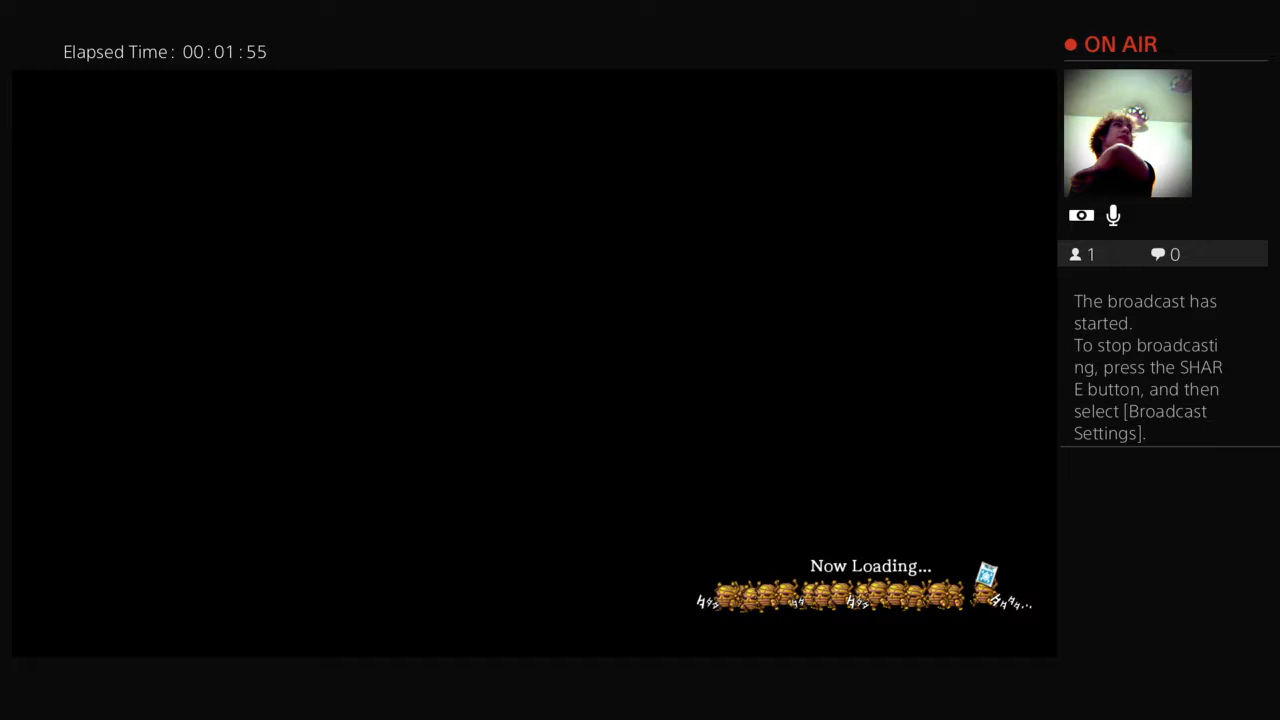 Elapsed Time: 00:01:55
ON AIR
1 0
The broadcast has
started.
To stop broadcasti
ng, press the SHAR
E button, and then
select [Broadcast
Settings].
Now Loading...